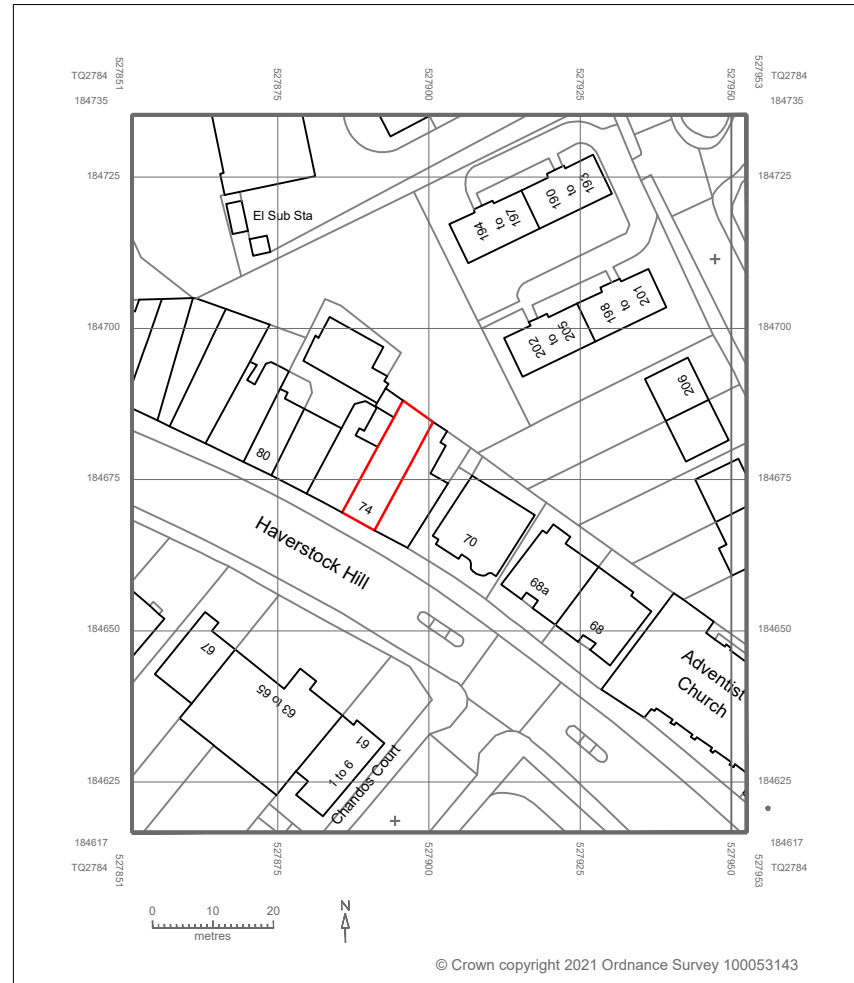 527851
527875
527900
527925
527950
527953
TQ2784
TQ2784
184735
184735
184725
184725
193
to
190
197
to
194
El Sub Sta
201
to
198
205
to
202
184700
184700
206
80
184675
184675
74
70
Haverstock Hill
68a
68
184650
184650
67
Adventist
Church
63 to 65
61
1 to 6
Chandos Court
184625
184625
184617
184617
TQ2784
TQ2784
527851
527875
527900
527925
527950
527953
0 10 20
metres
N
© Crown copyright 2021 Ordnance Survey 100053143